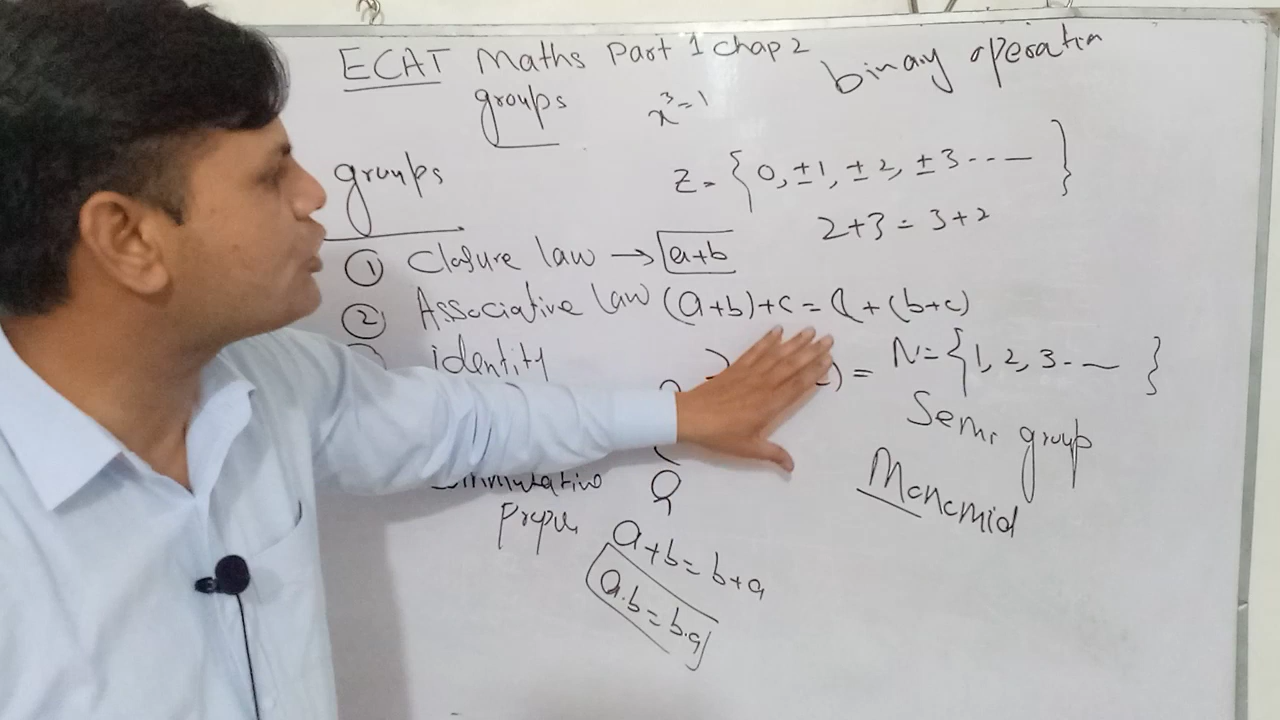 ECAT Maths Part 1 Chap 2
binary operation
groups
x³=1
groups
Z = {0, ±1, ±2, ±3 - - - }
2+3 = 3+2
① Closure law → a+b
② Associative law (a+b)+c = a+(b+c)
identity
N = {1, 2, 3 - - }
Semi group
Monomid
a+b = b+a
a.b = b.a